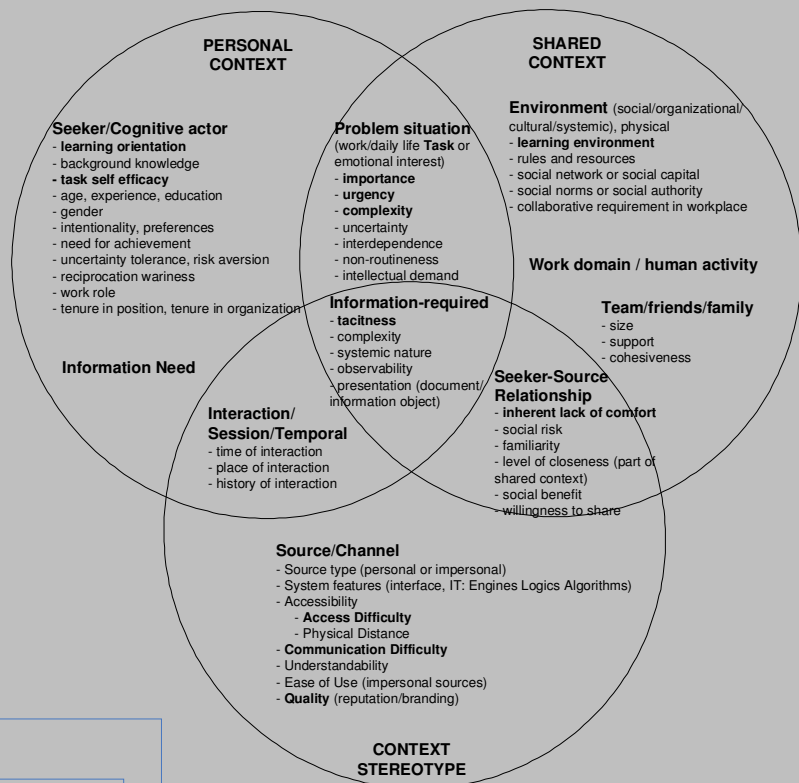 PERSONAL
CONTEXT
SHARED
CONTEXT
Seeker/Cognitive actor
- learning orientation
- background knowledge
- task self efficacy
- age, experience, education
- gender
- intentionality, preferences
- need for achievement
- uncertainty tolerance, risk aversion
- reciprocation wariness
- work role
- tenure in position, tenure in organization
Information Need
Problem situation
(work/daily life Task or
emotional interest)
- importance
- urgency
- complexity
- uncertainty
- interdependence
- non-routineness
- intellectual demand
Environment (social/organizational/
cultural/systemic), physical
- learning environment
- rules and resources
- social network or social capital
- social norms or social authority
- collaborative requirement in workplace
Work domain / human activity
Team/friends/family
- size
- support
- cohesiveness
Information-required
- tacitness
- complexity
- systemic nature
- observability
- presentation (document/
information object)
Interaction/
Session/Temporal
- time of interaction
- place of interaction
- history of interaction
Seeker-Source
Relationship
- inherent lack of comfort
- social risk
- familiarity
- level of closeness (part of
shared context)
- social benefit
- willingness to share
Source/Channel
- Source type (personal or impersonal)
- System features (interface, IT: Engines Logics Algorithms)
- Accessibility
- Access Difficulty
- Physical Distance
- Communication Difficulty
- Understandability
- Ease of Use (impersonal sources)
- Quality (reputation/branding)
CONTEXT
STEREOTYPE